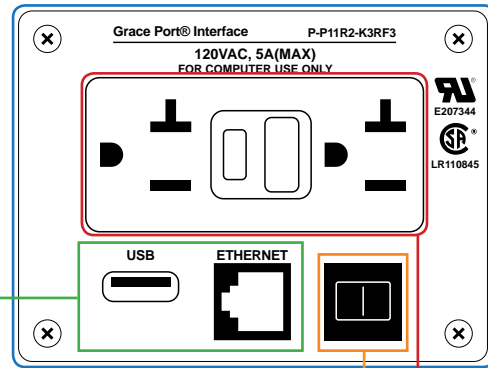 Grace Port® Interface P-P11R2-K3RF3
120VAC, 5A(MAX)
FOR COMPUTER USE ONLY
E207344
LR110845
USB ETHERNET